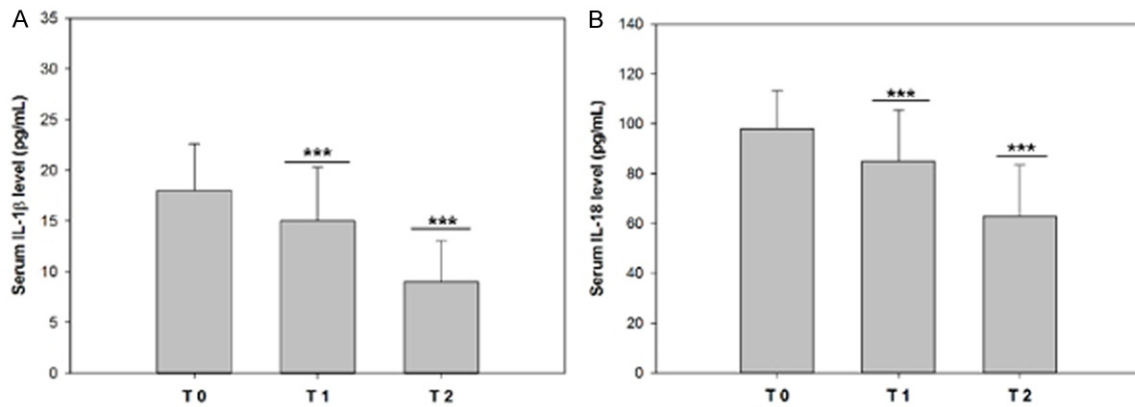 A
Serum IL-1β level (pg/mL)
35
30
25
20
15
10
5
0
***
***
T 0
T 1
T 2
B
Serum IL-18 level (pg/mL)
140
120
100
80
60
40
20
0
***
***
T 0
T 1
T 2